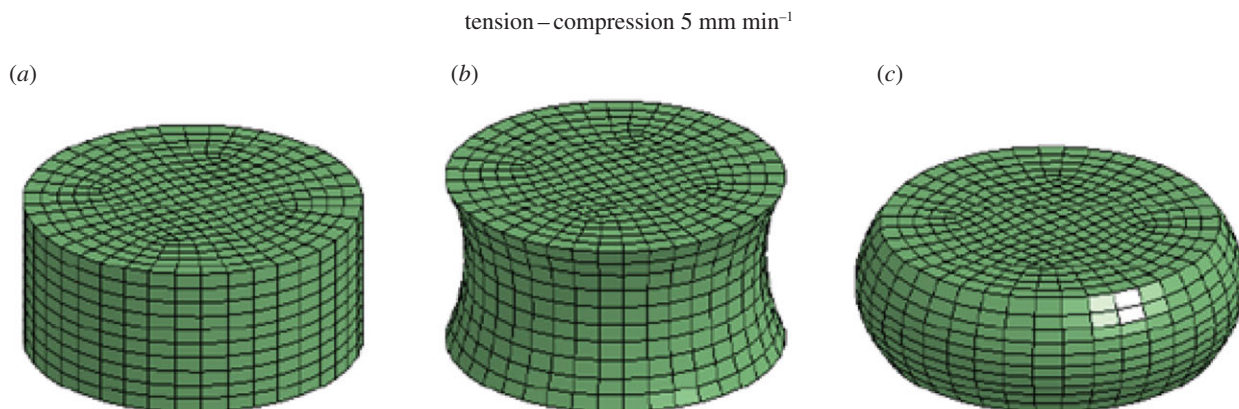 tension – compression 5 mm min⁻¹
(a)
(b)
(c)